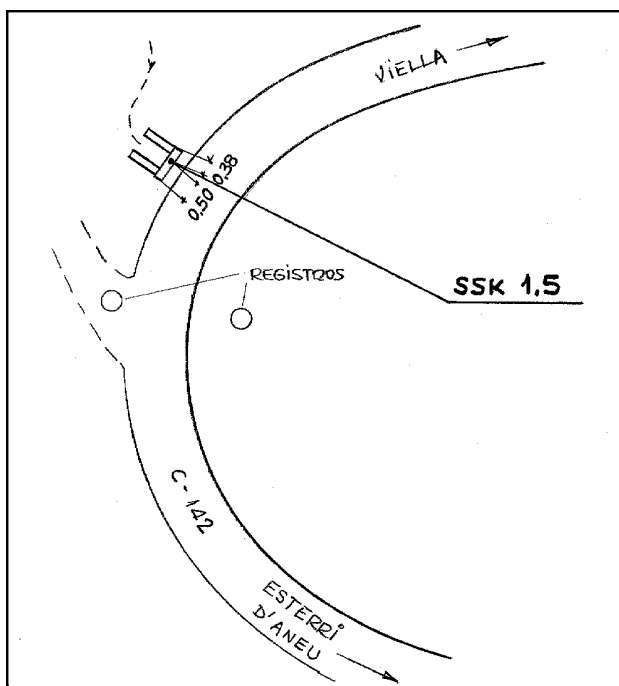 VIELLA
0.38
0.50
REGISTROS
SSK 1.5
C-142
ESTERRI
D'ANEU